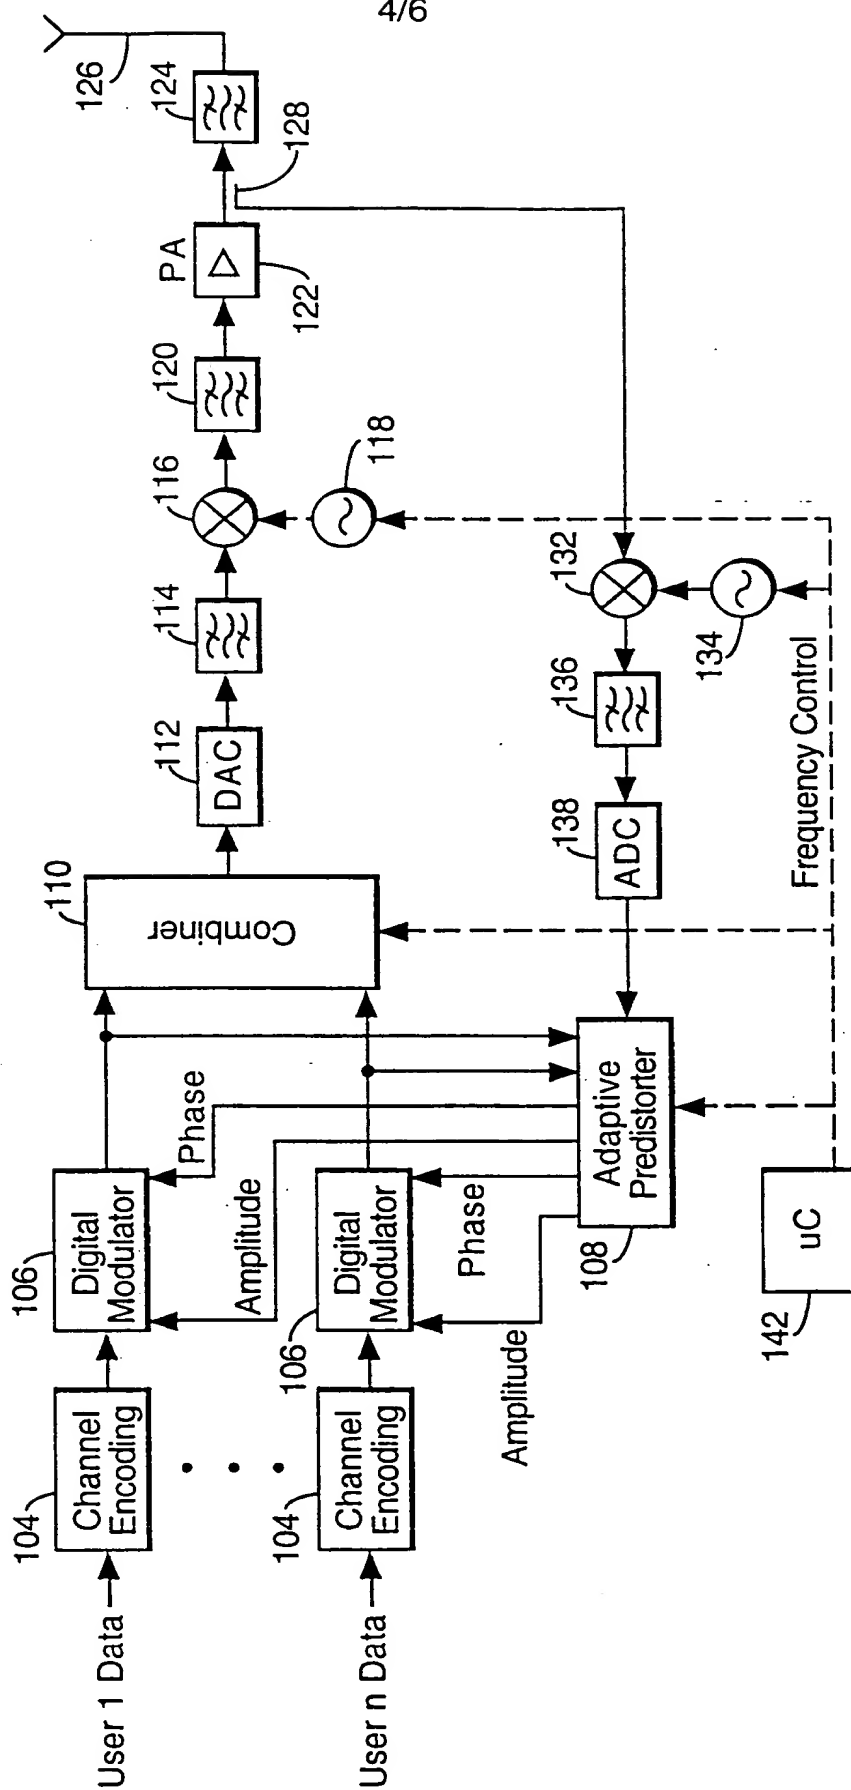 4/6
126
124
128
PA
122
120
116
118
114
112
DAC
110
Combiner
132
134
136
138
ADC
Frequency Control
Phase
Amplitude
106
Digital
Modulator
106
Digital
Modulator
Phase
Amplitude
Adaptive
Predistorter
108
uC
142
104
Channel
Encoding
104
Channel
Encoding
User 1 Data
User n Data